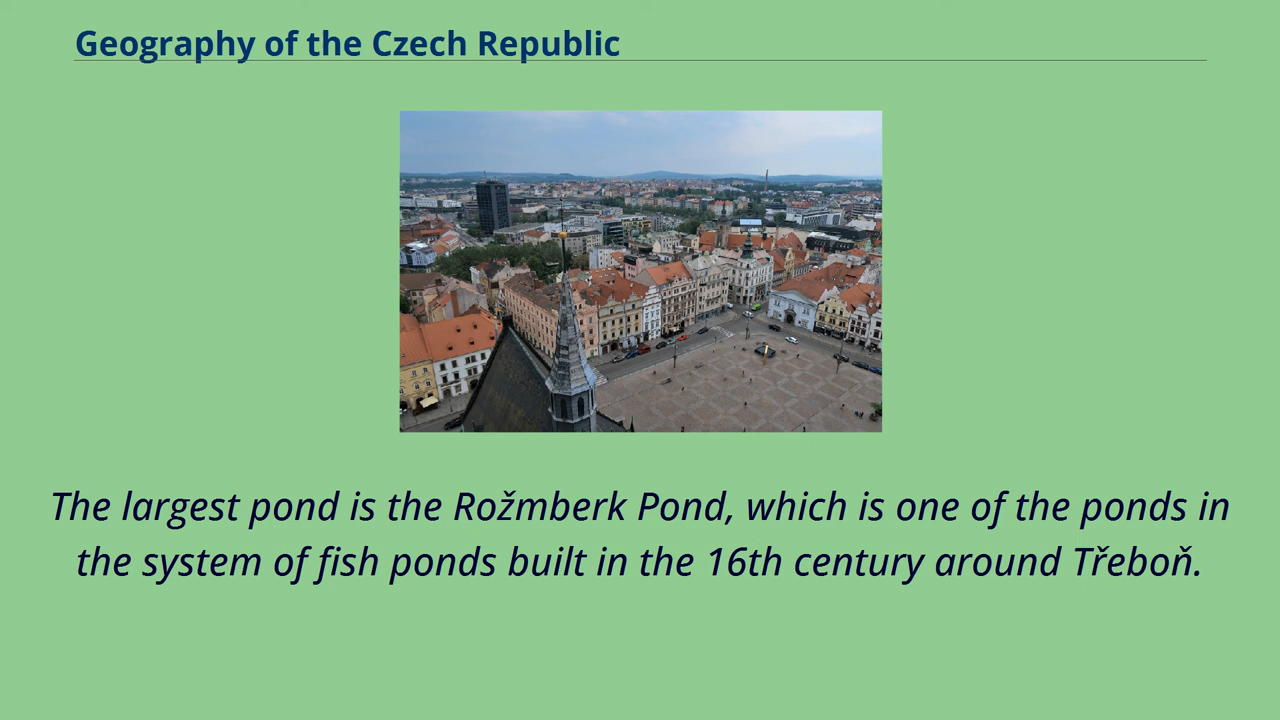 Geography of the Czech Republic
The largest pond is the Rožmberk Pond, which is one of the ponds in
the system of fish ponds built in the 16th century around Třeboň.